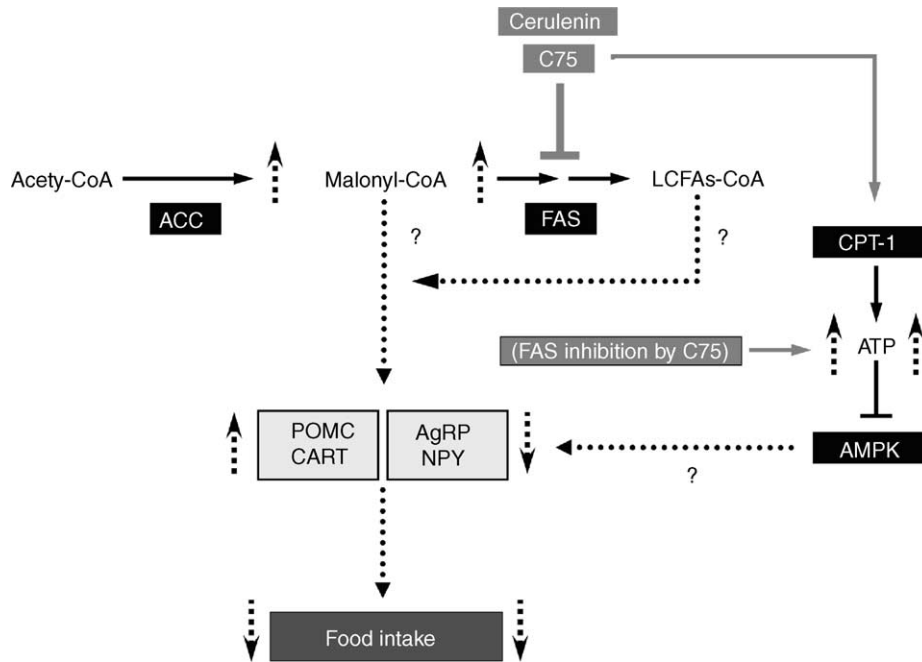 Cerulenin
C75
Acety-CoA
Malonyl-CoA
LCFAs-CoA
ACC
FAS
?
?
CPT-1
(FAS inhibition by C75)
ATP
POMC
CART
AgRP
NPY
AMPK
?
Food intake